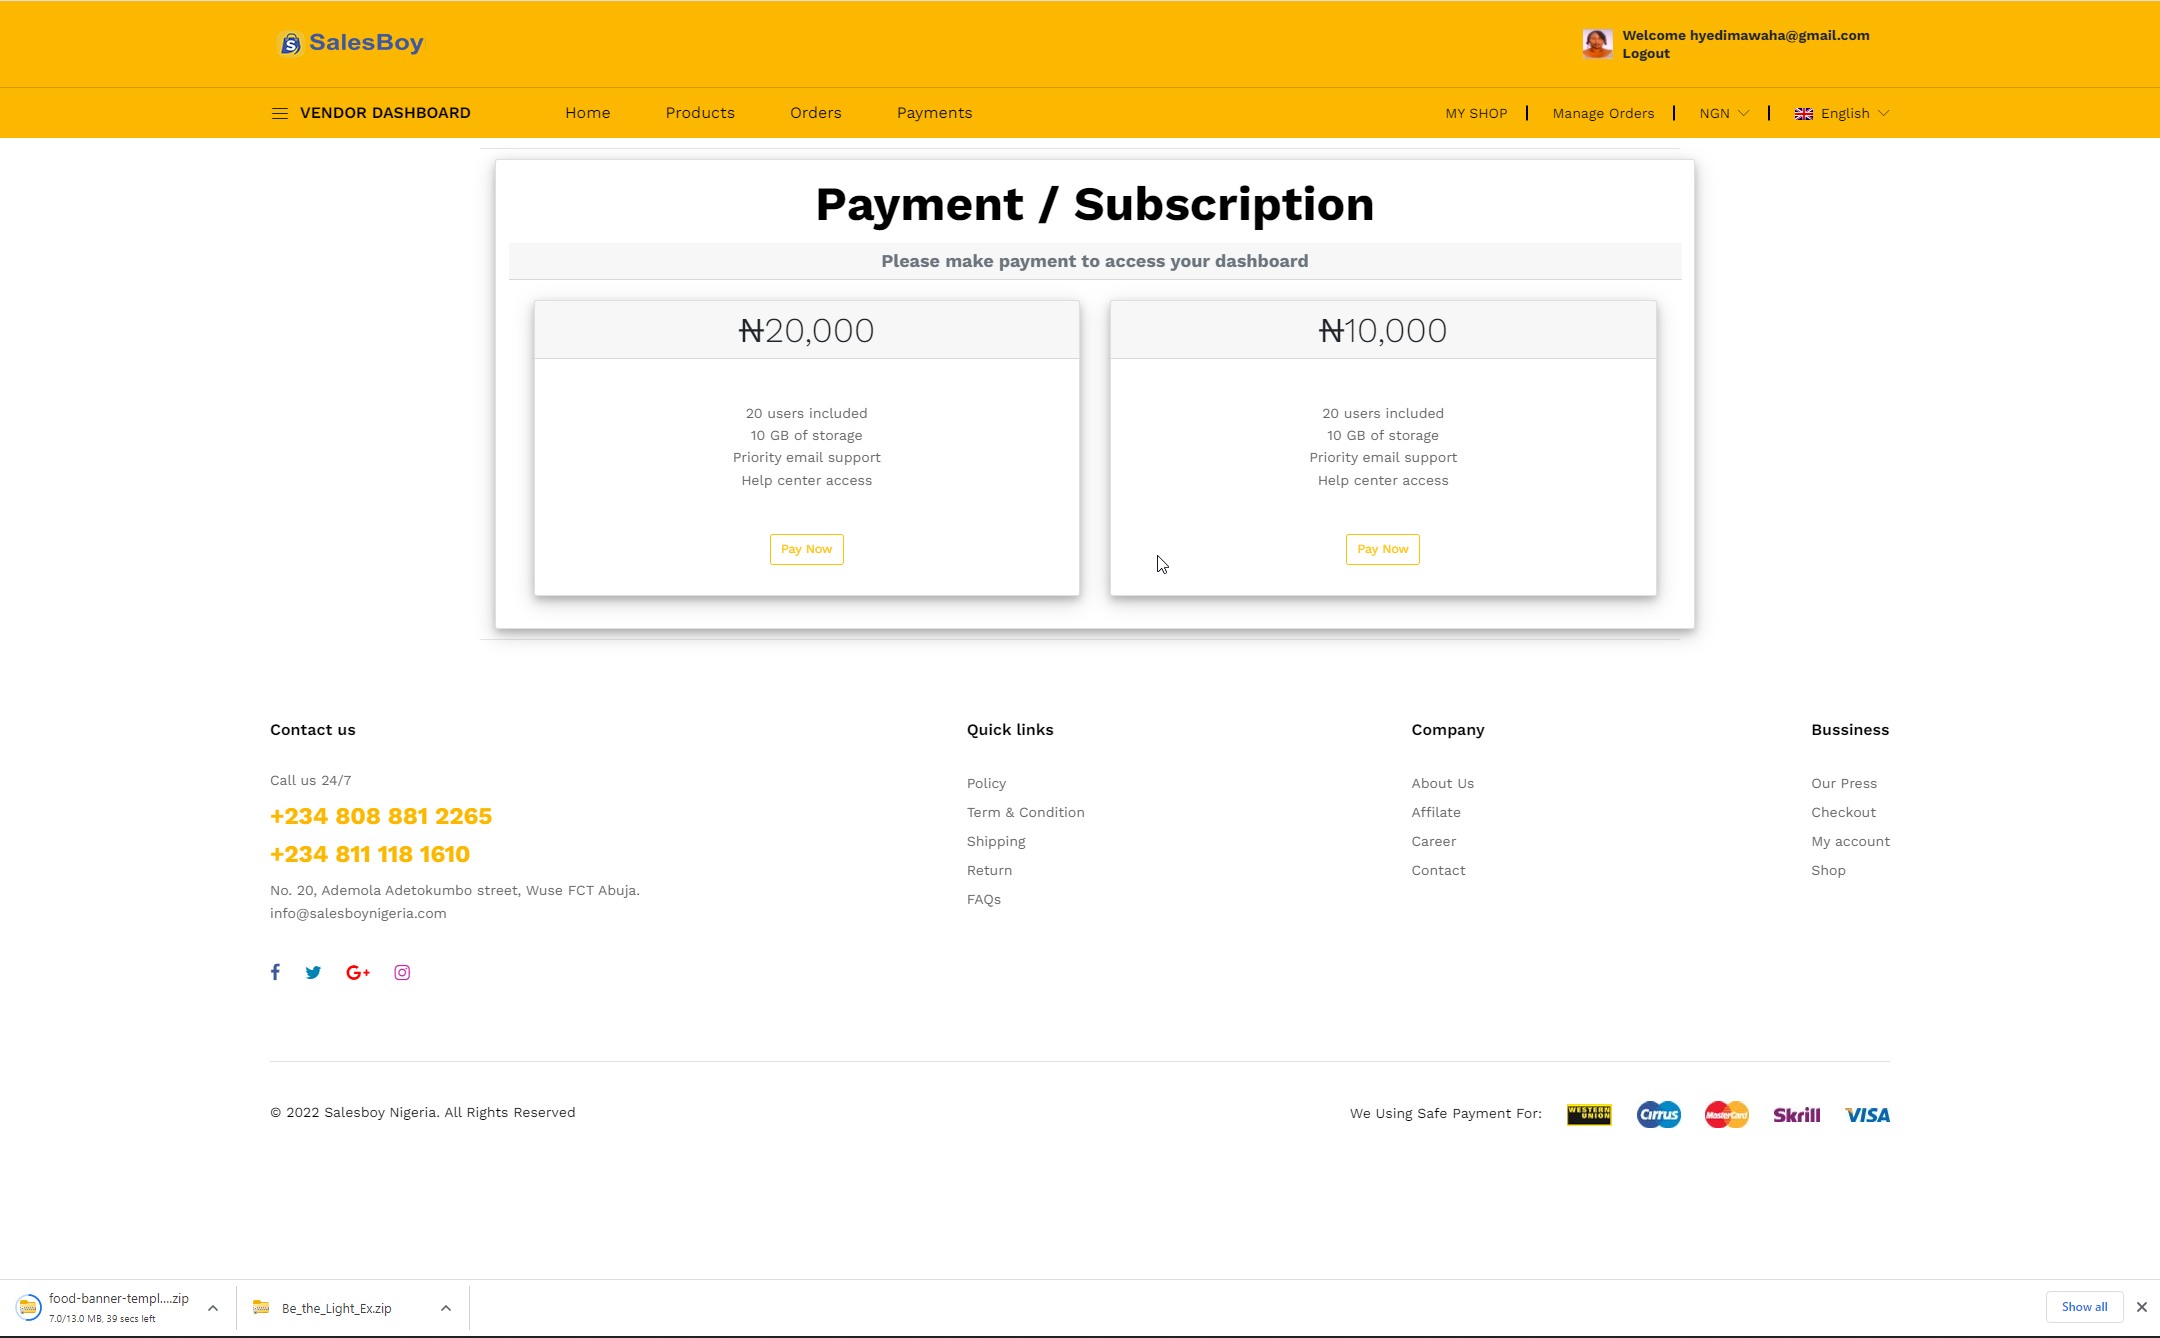 SalesBoy
Welcome hyedimawaha@gmail.com
Logout
VENDOR DASHBOARD
Home
Products
Orders
Payments
MY SHOP
Manage Orders
NGN
English
Payment / Subscription
Please make payment to access your dashboard
₦20,000
20 users included
10 GB of storage
Priority email support
Help center access
Pay Now
₦10,000
20 users included
10 GB of storage
Priority email support
Help center access
Pay Now
Contact us
Call us 24/7
+234 808 881 2265
+234 811 118 1610
No. 20, Ademola Adetokumbo street, Wuse FCT Abuja.
info@salesboynigeria.com
Quick links
Policy
Term & Condition
Shipping
Return
FAQs
Company
About Us
Affilate
Career
Contact
Bussiness
Our Press
Checkout
My account
Shop
© 2022 Salesboy Nigeria. All Rights Reserved
We Using Safe Payment For:
WESTERN UNION
Cirrus
MasterCard
Skrill
VISA
food-banner-templ....zip
7.0/13.0 MB, 39 secs left
Be_the_Light_Ex.zip
Show all